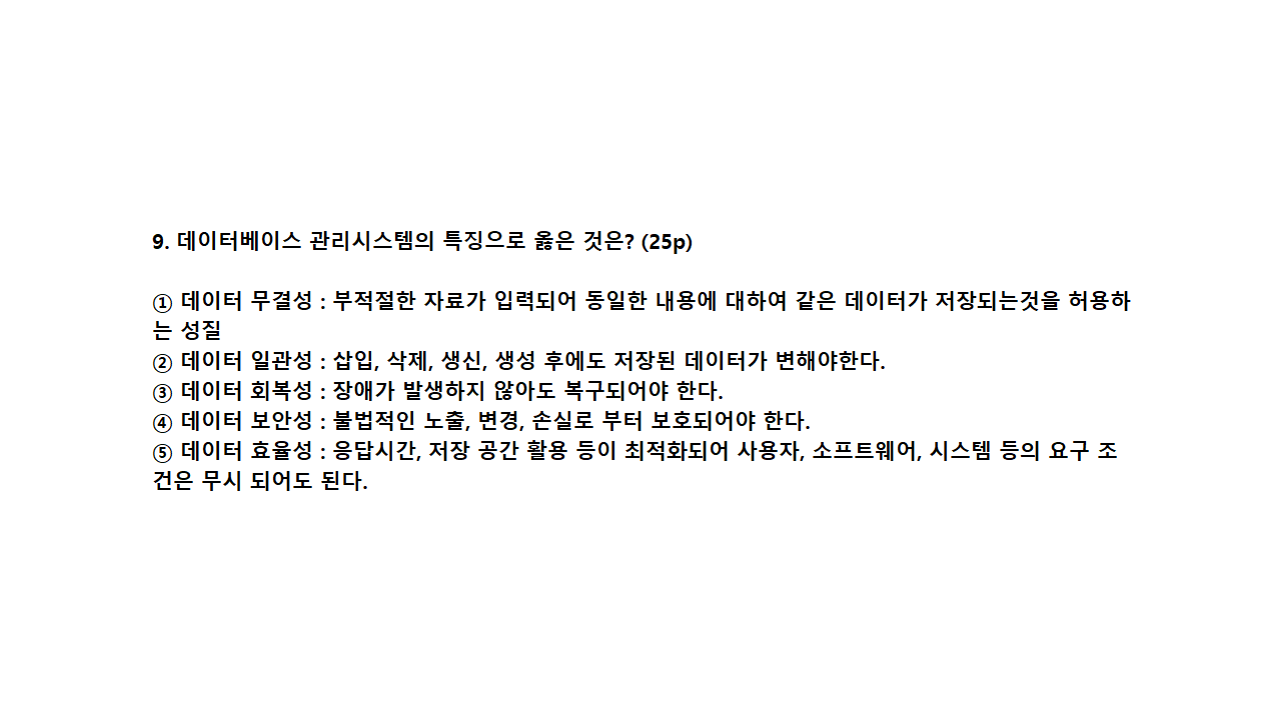 9. 데이터베이스 관리시스템의 특징으로 옳은 것은? (25p)
① 데이터 무결성 : 부적절한 자료가 입력되어 동일한 내용에 대하여 같은 데이터가 저장되는것을 허용하
는 성질
② 데이터 일관성 : 삽입, 삭제, 생신, 생성 후에도 저장된 데이터가 변해야한다.
③ 데이터 회복성 : 장애가 발생하지 않아도 복구되어야 한다.
④ 데이터 보안성 : 불법적인 노출, 변경, 손실로 부터 보호되어야 한다.
⑤ 데이터 효율성 : 응답시간, 저장 공간 활용 등이 최적화되어 사용자, 소프트웨어, 시스템 등의 요구 조
건은 무시 되어도 된다.